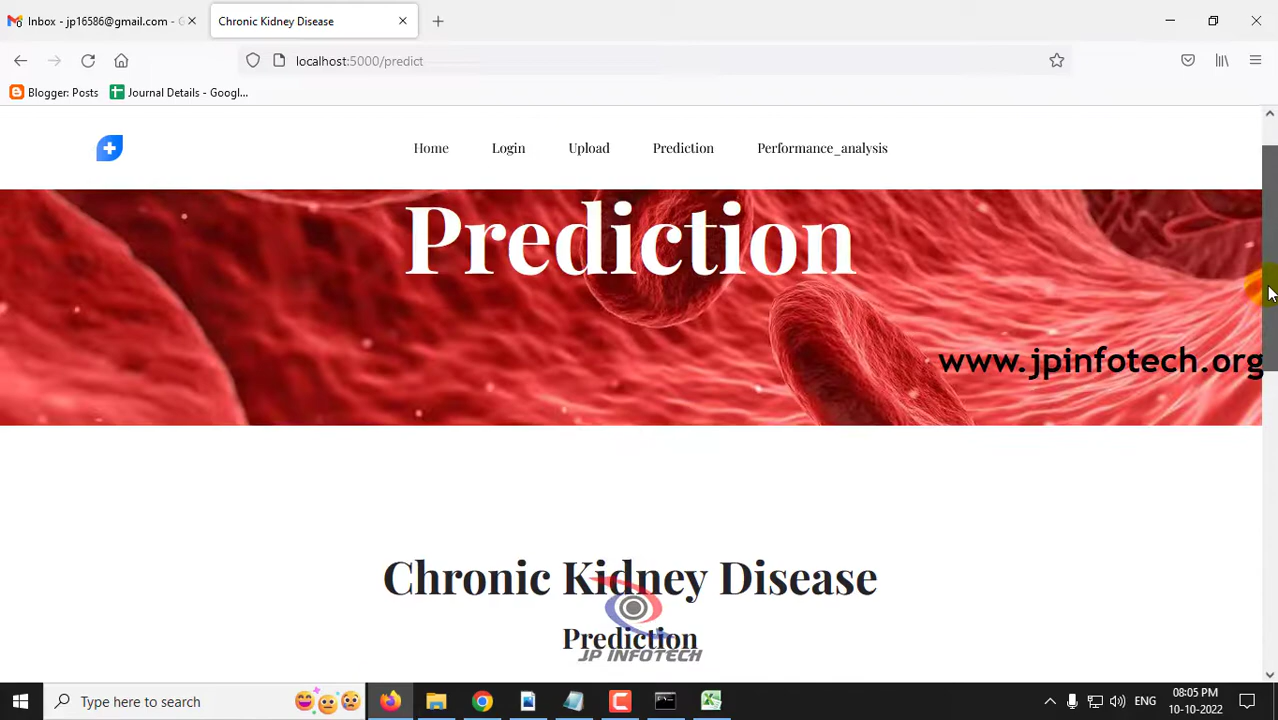 Inbox - jp16586@gmail.com - G
Chronic Kidney Disease
localhost:5000/predict
Blogger: Posts
Journal Details - Googl...
Home
Login
Upload
Prediction
Performance_analysis
Prediction
www.jpinfotech.org
Chronic Kidney Disease
Prediction
JP INFOTECH
Type here to search
ENG
08:05 PM
10-10-2022